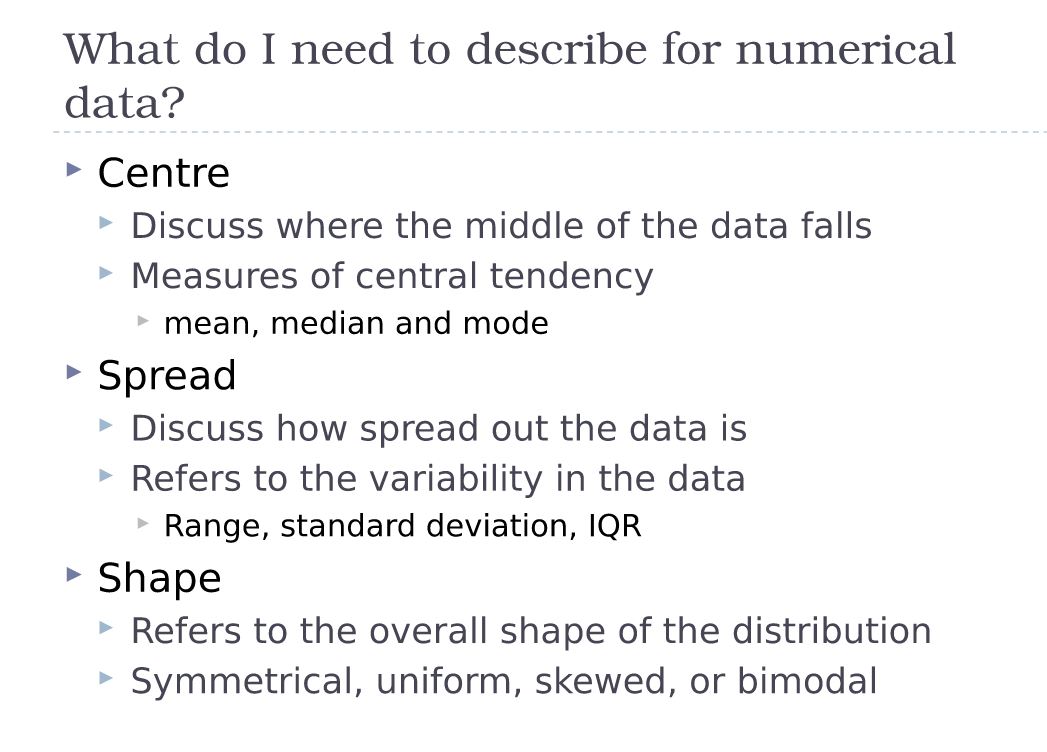 What do I need to describe for numerical
data?
Centre
Discuss where the middle of the data falls
Measures of central tendency
mean, median and mode
Spread
Discuss how spread out the data is
Refers to the variability in the data
Range, standard deviation, IQR
Shape
Refers to the overall shape of the distribution
Symmetrical, uniform, skewed, or bimodal